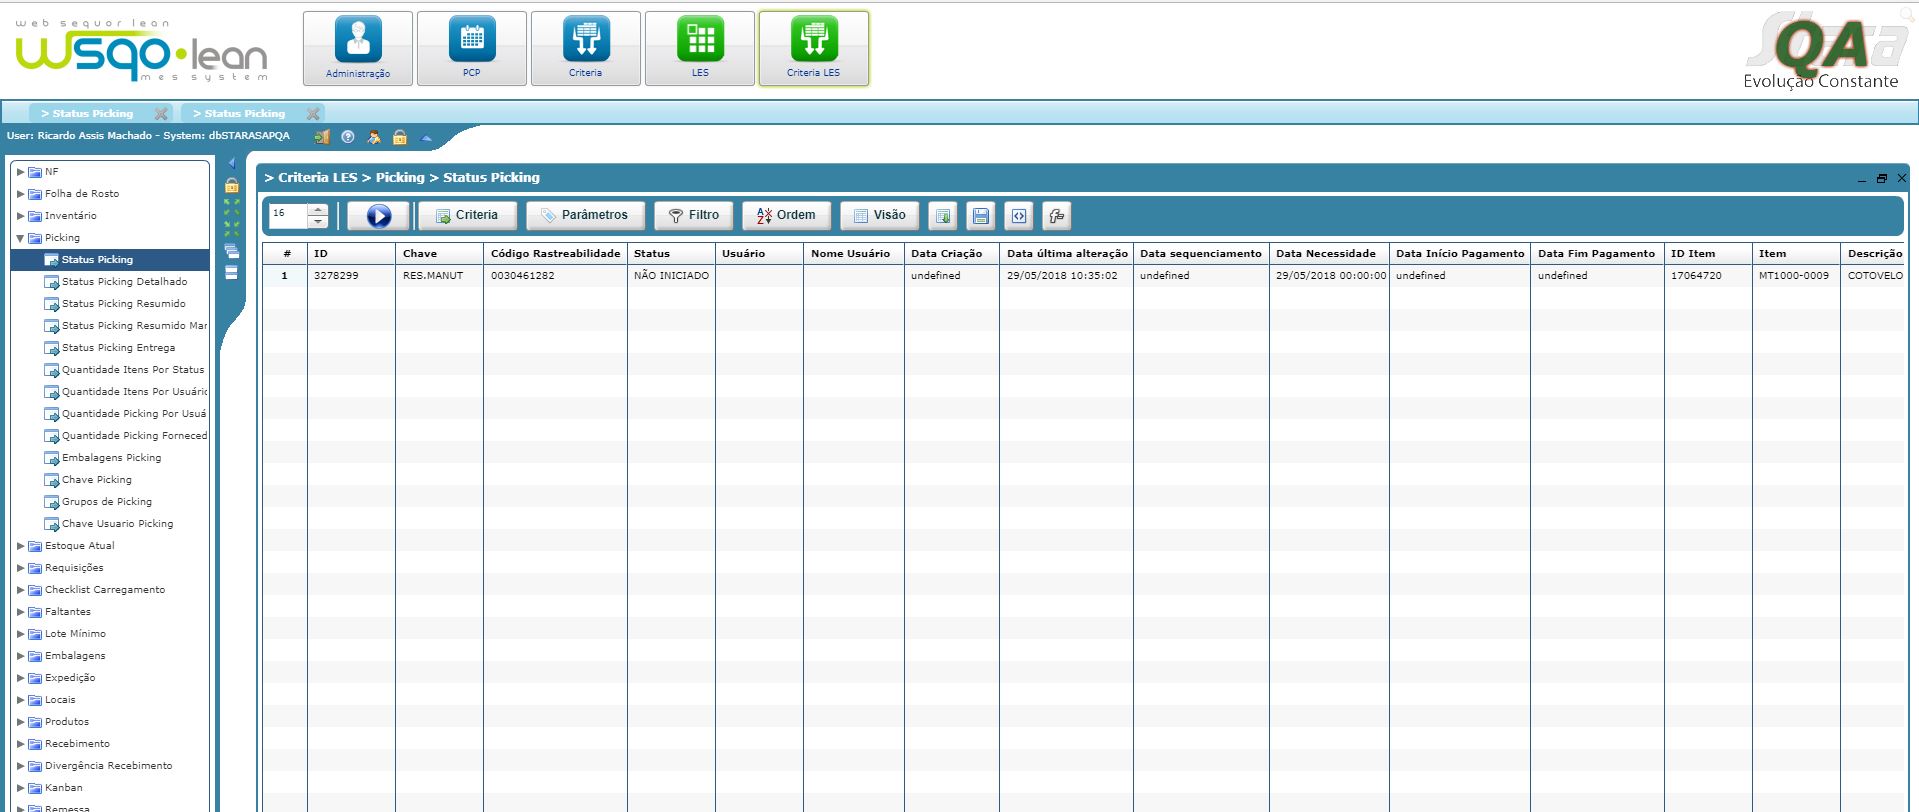 web sequor lean
wsqo•lean
mes system
Administração
PCP
Criteria
LES
Criteria LES
QA
Evolução Constante
> Status Picking
> Status Picking
User: Ricardo Assis Machado - System: dbSTARASAPQA
NF
Folha de Rosto
Inventário
Picking
Status Picking
Status Picking Detalhado
Status Picking Resumido
Status Picking Resumido Mar
Status Picking Entrega
Quantidade Itens Por Status
Quantidade Itens Por Usuáric
Quantidade Picking Por Usuá
Quantidade Picking Forneced
Embalagens Picking
Chave Picking
Grupos de Picking
Chave Usuario Picking
Estoque Atual
Requisições
Checklist Carregamento
Faltantes
Lote Mínimo
Embalagens
Expedição
Locais
Produtos
Recebimento
Divergência Recebimento
Kanban
Remessa
> Criteria LES > Picking > Status Picking
16 Criteria Parâmetros Filtro Ordem Visão
# ID Chave Código Rastreabilidade Status Usuário Nome Usuário Data Criação Data última alteração Data sequenciamento Data Necessidade Data Início Pagamento Data Fim Pagamento ID Item Item Descrição
1 3278299 RES.MANUT 0030461282 NÃO INICIADO undefined 29/05/2018 10:35:02 undefined 29/05/2018 00:00:00 undefined undefined 17064720 MT1000-0009 COTOVELO